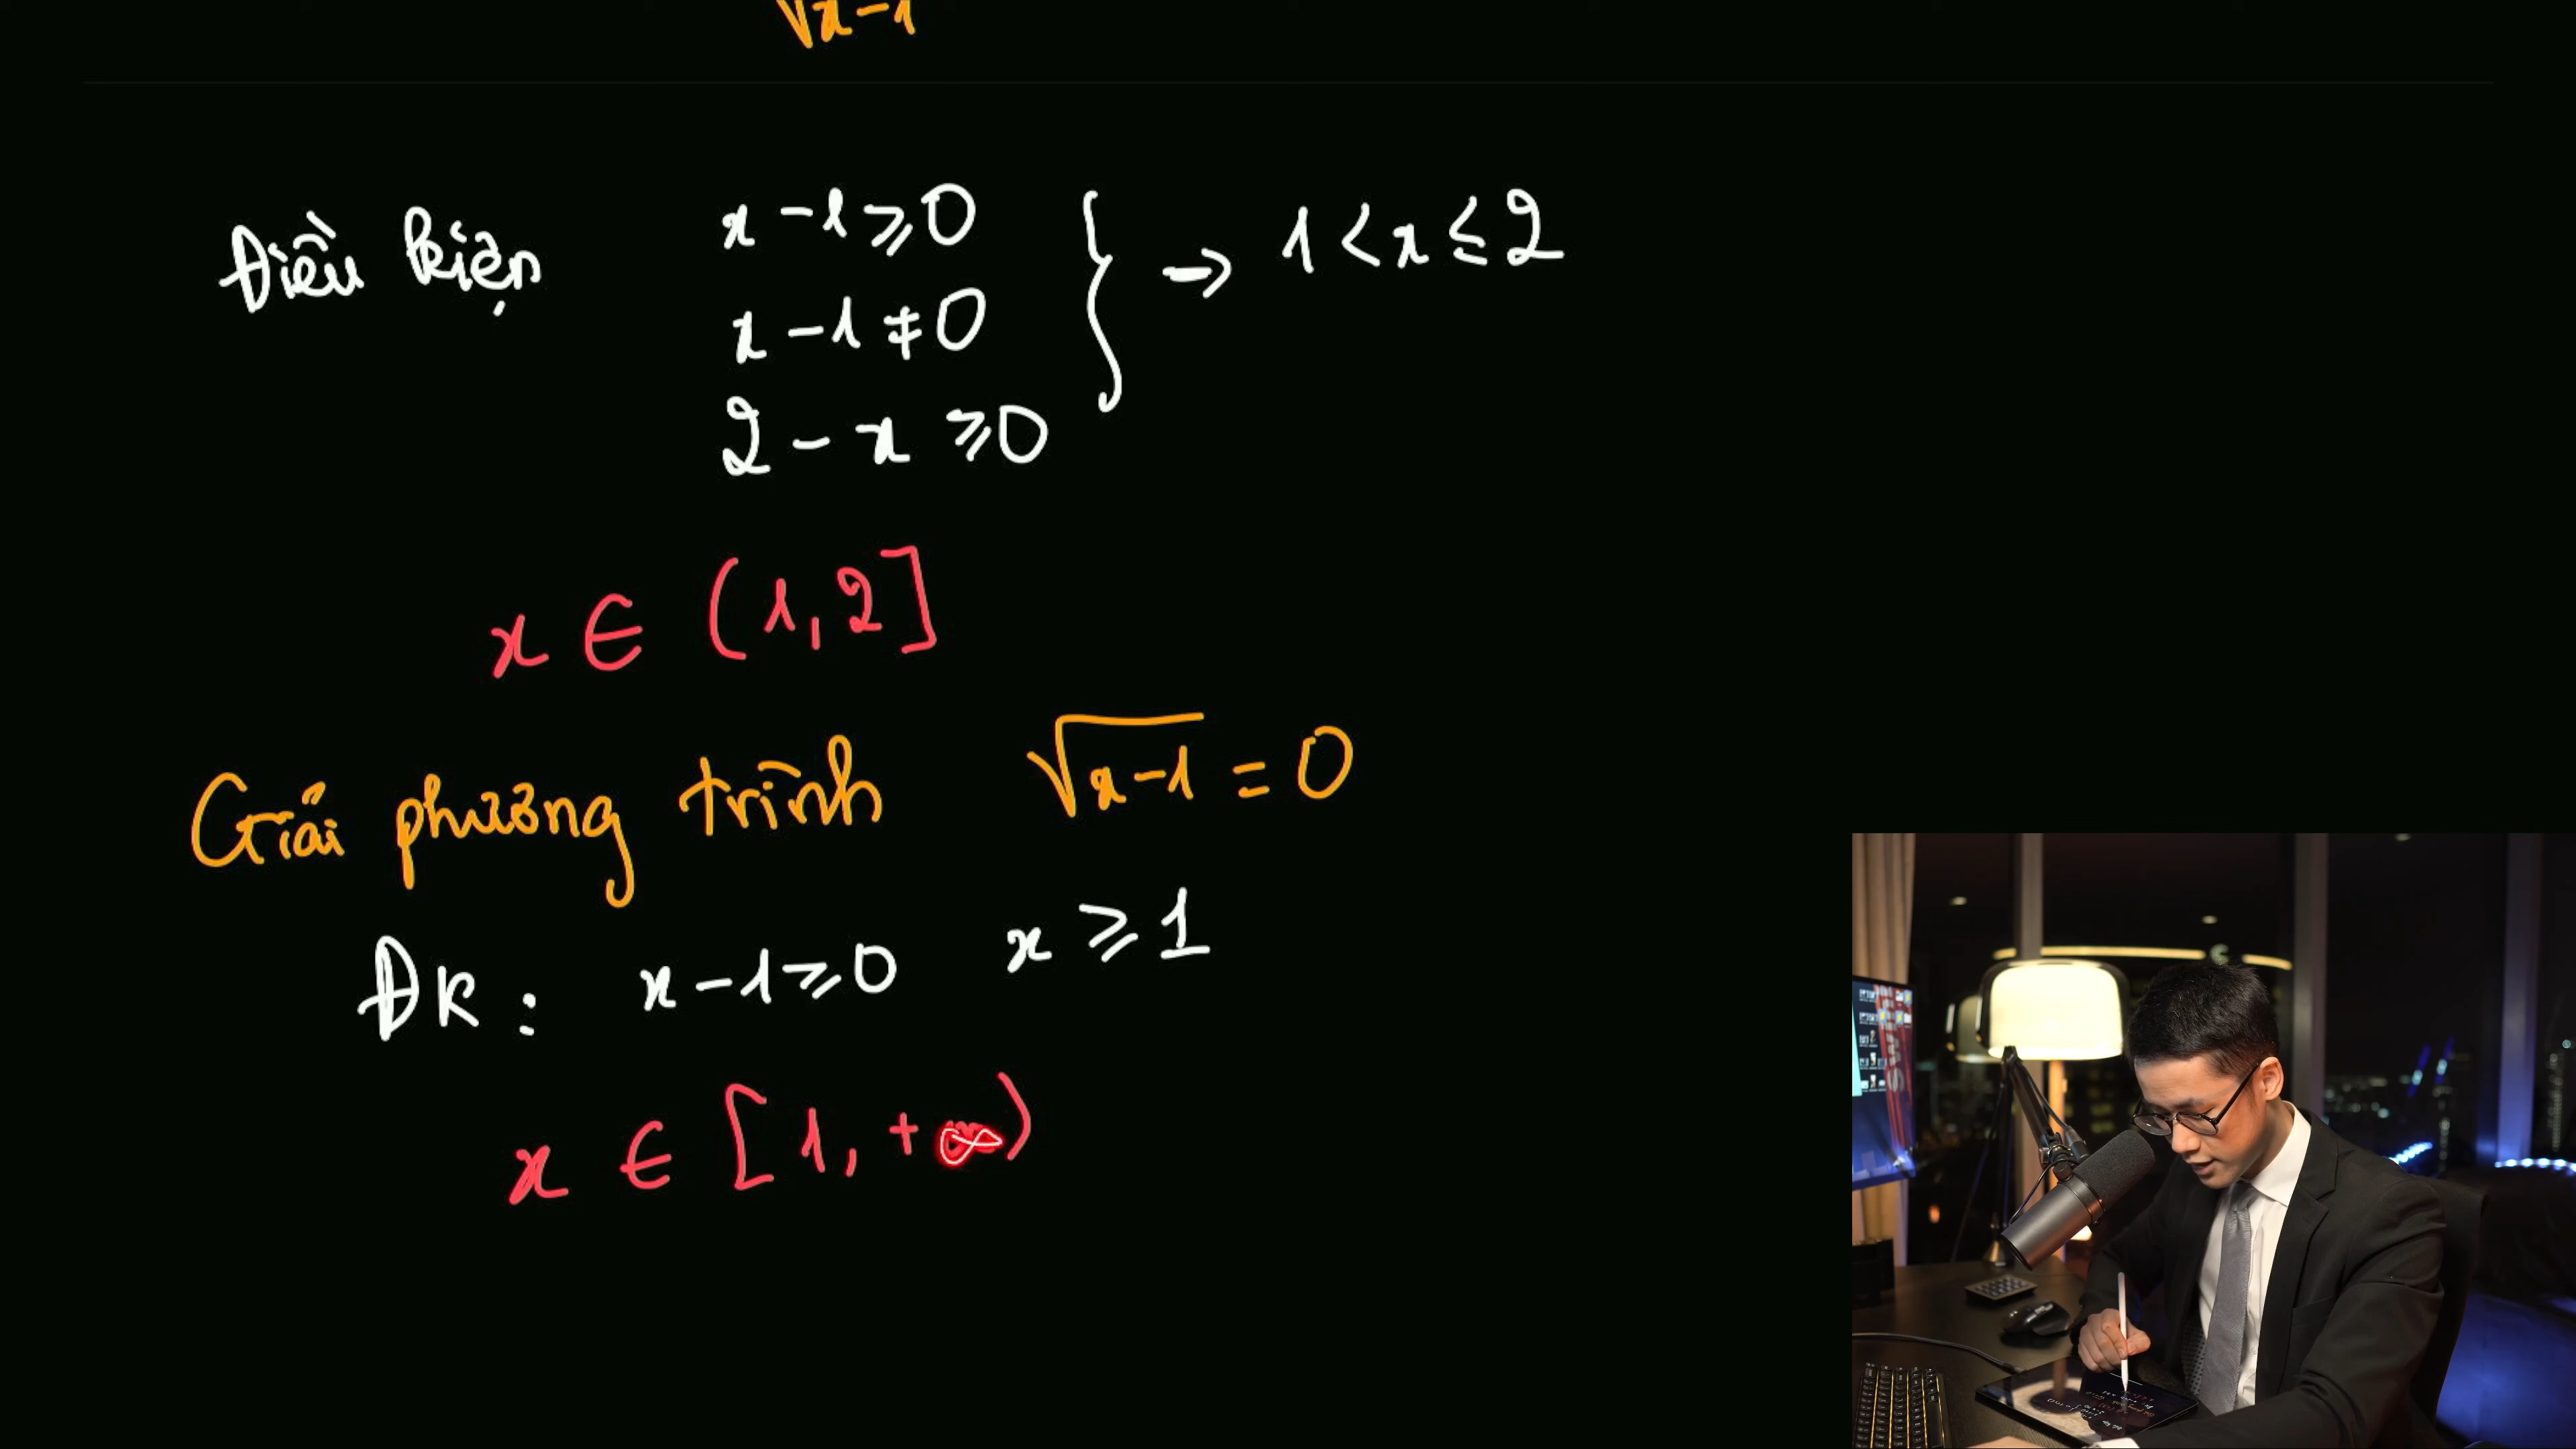 √x-1
Điều kiện
x - 1 ⩾ 0
x - 1 ≠ 0
2 - x ⩾ 0
} → 1 < x ≤ 2
x ∈ (1, 2]
Giải phương trình √x-1 = 0
ĐK: x - 1 ⩾ 0 x ⩾ 1
x ∈ [1, +∞)